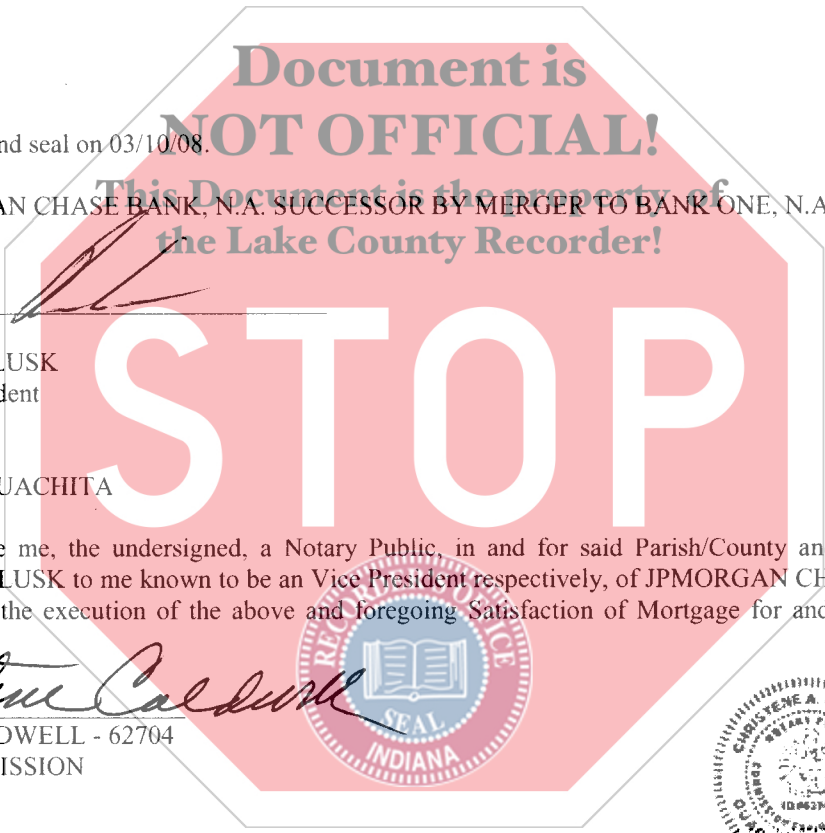 Document is
NOT OFFICIAL!
nd seal on 03/10/08.
This Document is the property of
AN CHASE BANK, N.A. SUCCESSOR BY MERGER TO BANK ONE, N.A
the Lake County Recorder!
STOP
LUSK
dent
UACHITA
e me, the undersigned, a Notary Public, in and for said Parish/County an
LUSK to me known to be an Vice President respectively, of JPMORGAN CH
the execution of the above and foregoing Satisfaction of Mortgage for and
RECORDER'S OFFICE
SEAL
INDIANA
Caldwell
DWELL - 62704
ISSION
CHRISTENE A.